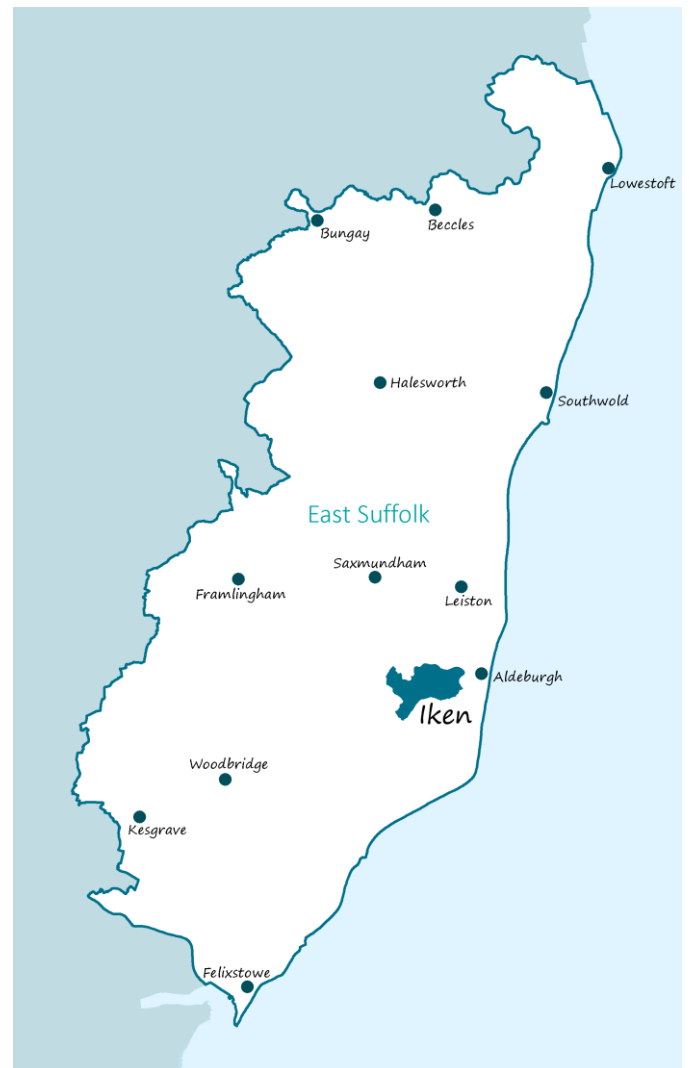 Lowestoft
Beccles
Bungay
Halesworth
Southwold
East Suffolk
Saxmundham
Framlingham
Leiston
Aldeburgh
Iken
Woodbridge
Kesgrave
Felixstowe